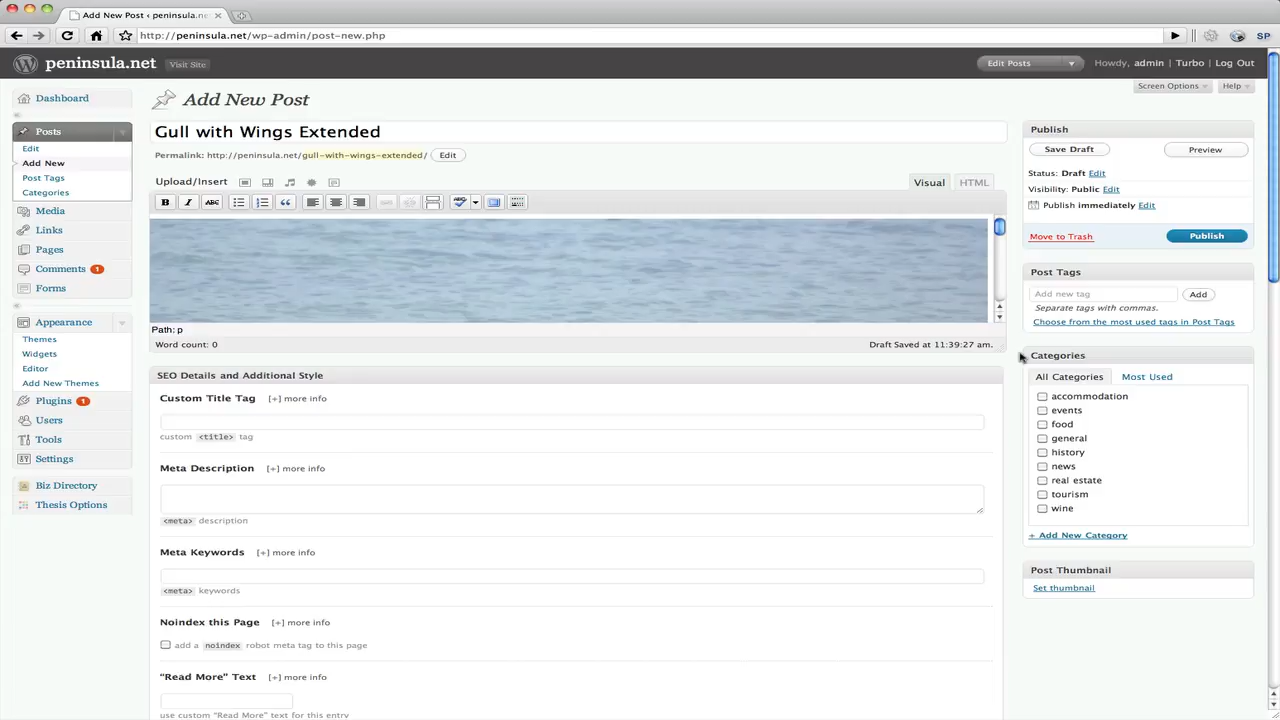 Add New Post ‹ peninsula.ne
http://peninsula.net/wp-admin/post-new.php
SP
peninsula.net
Visit Site
Edit Posts
Howdy, admin | Turbo | Log Out
Screen Options
Help
Dashboard
Posts
Edit
Add New
Post Tags
Categories
Media
Links
Pages
Comments 1
Forms
Appearance
Themes
Widgets
Editor
Add New Themes
Plugins 1
Users
Tools
Settings
Biz Directory
Thesis Options
Add New Post
Gull with Wings Extended
Permalink: http://peninsula.net/gull-with-wings-extended/ Edit
Upload/Insert
Visual
HTML
B I ABC
ABC
Path: p
Word count: 0
Draft Saved at 11:39:27 am.
SEO Details and Additional Style
Custom Title Tag [+] more info
custom <title> tag
Meta Description [+] more info
<meta> description
Meta Keywords [+] more info
<meta> keywords
Noindex this Page [+] more info
add a noindex robot meta tag to this page
“Read More” Text [+] more info
use custom “Read More” text for this entry
Publish
Save Draft
Preview
Status: Draft Edit
Visibility: Public Edit
Publish immediately Edit
Move to Trash
Publish
Post Tags
Add new tag
Add
Separate tags with commas.
Choose from the most used tags in Post Tags
Categories
All Categories
Most Used
accommodation
events
food
general
history
news
real estate
tourism
wine
+ Add New Category
Post Thumbnail
Set thumbnail